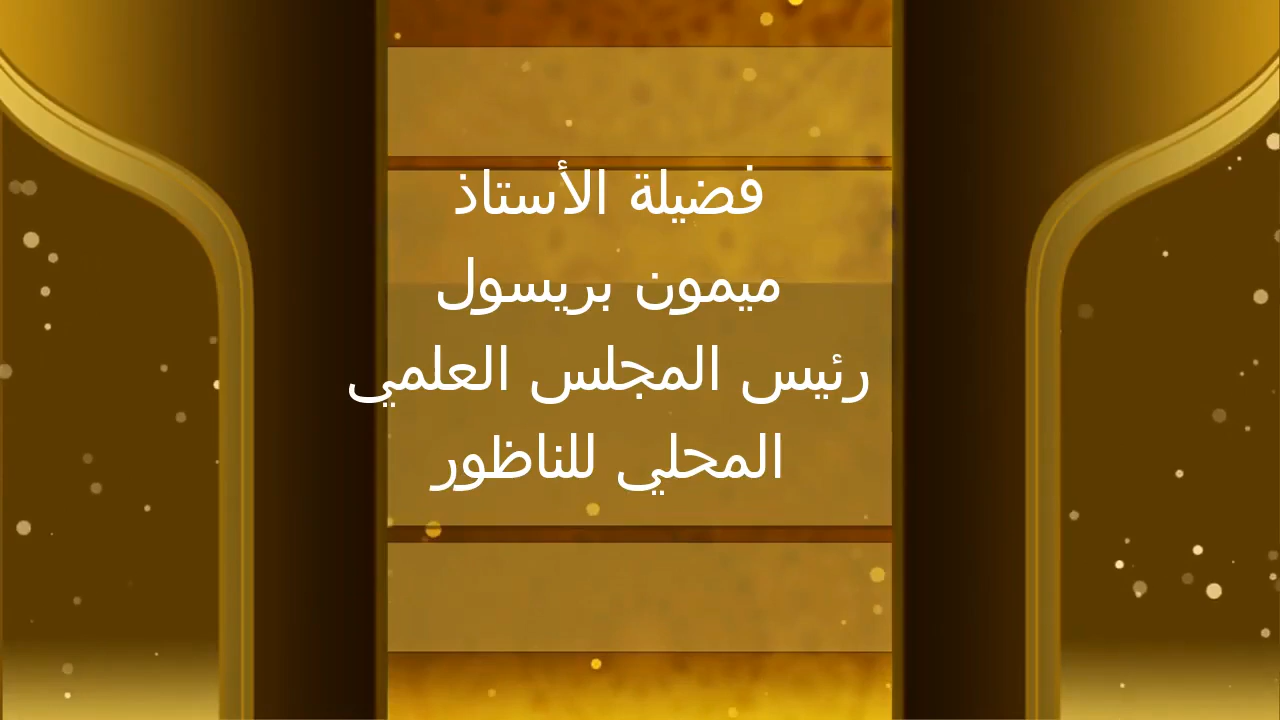 فضيلة الأستاذ
ميمون بريسول
رئيس المجلس العلمي
المحلي للناظور